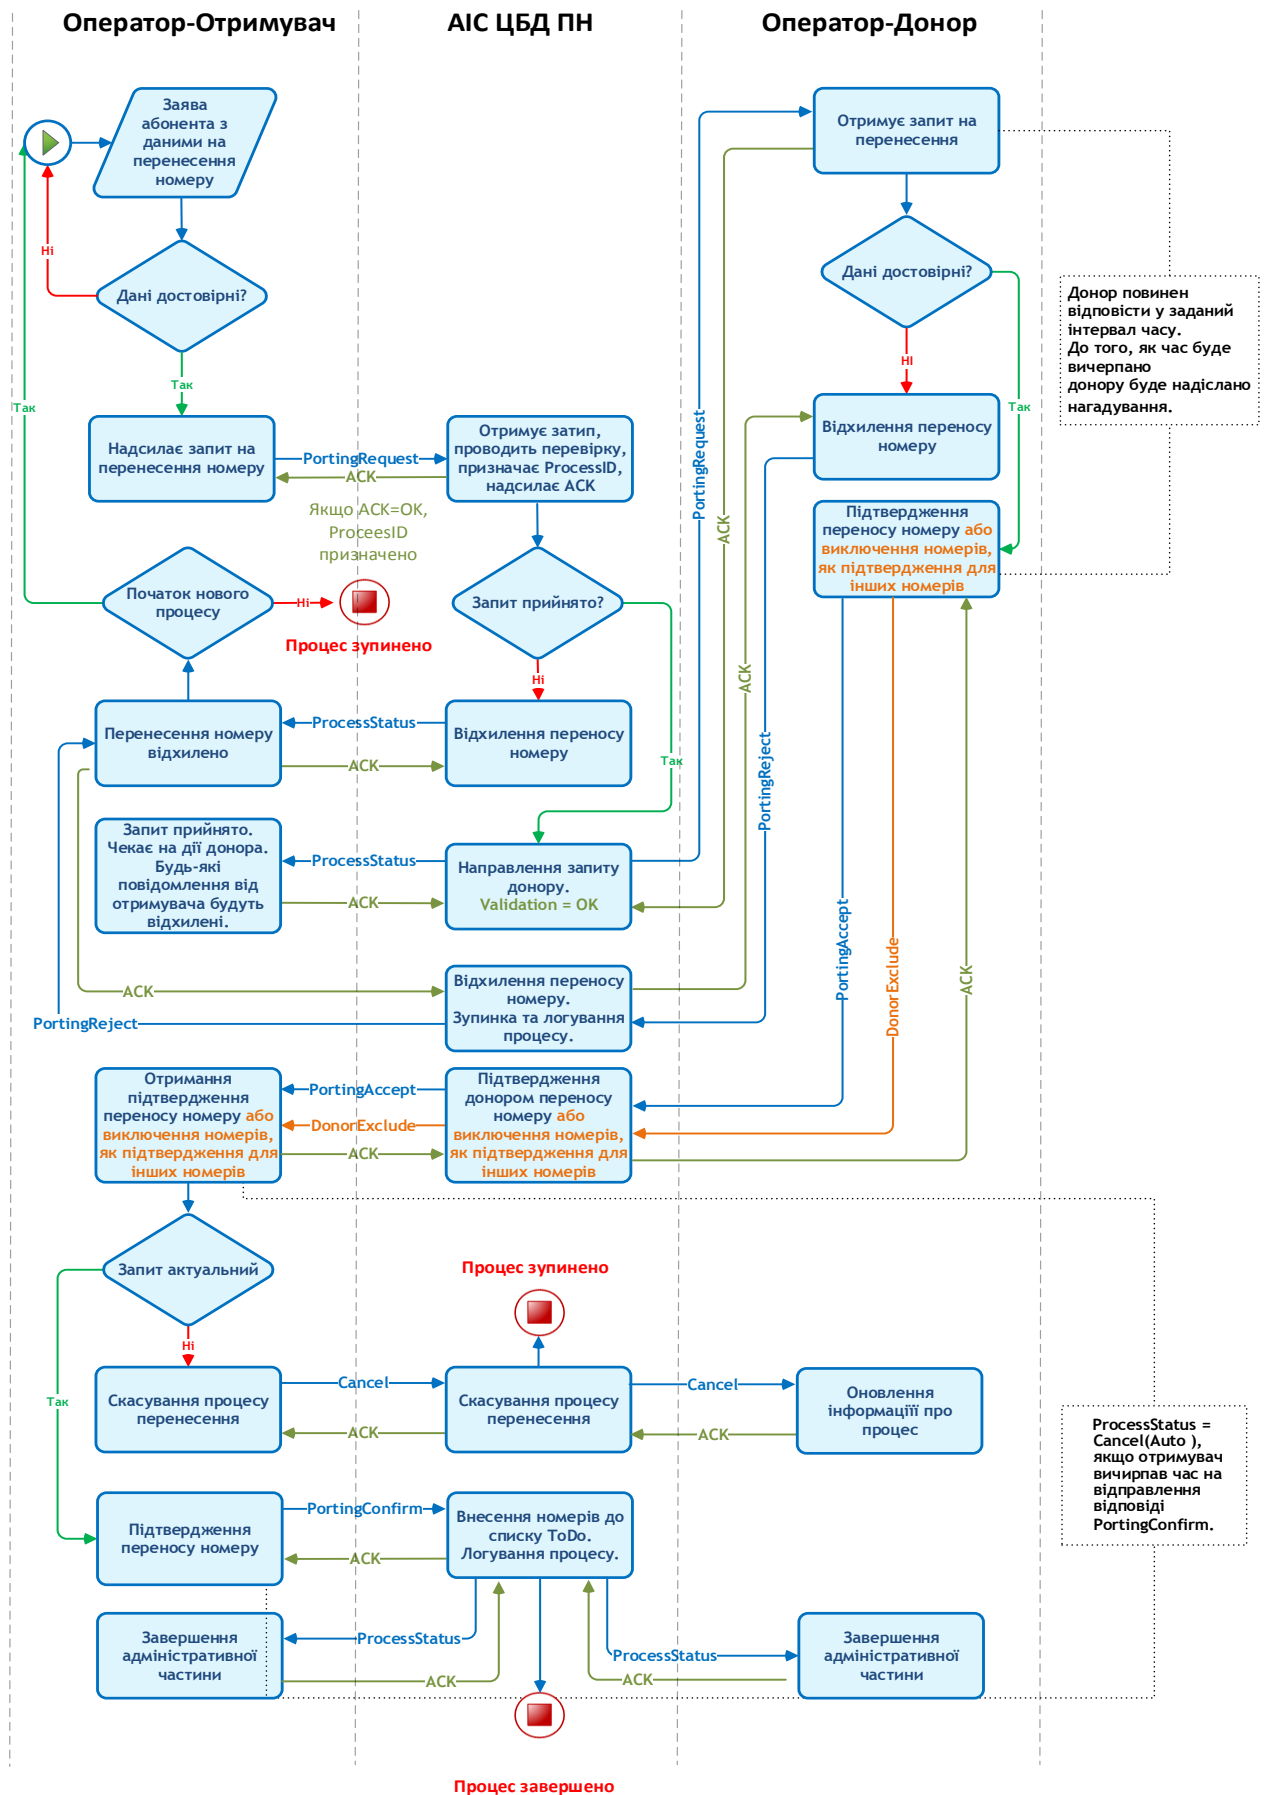 Оператор-Отримувач
АІС ЦБД ПН
Оператор-Донор
Заява
абонента з
даними на
перенесення
номеру
Отримує запит на
перенесення
Ні
Дані достовірні?
Дані достовірні?
Донор повинен
відповісти у заданий
інтервал часу.
До того, як час буде
вичерпано
донору буде надіслано
нагадування.
НІ
Так
Так
Так
Надсилає запит на
перенесення номеру
PortingRequest
ACK
Отримує затип,
проводить перевірку,
призначає ProcessID,
надсилає ACK
PortingRequest
ACK
Відхилення переносу
номеру
Якщо ACK=OK,
ProceesID
призначено
Підтвердження
переносу номеру або
виключення номерів,
як підтвердження для
інших номерів
Початок нового
процесу
Ні
Процес зупинено
Запит прийнято?
Ні
Так
ACK
PortingReject
Перенесення номеру
відхилено
ProcessStatus
ACK
Відхилення переносу
номеру
Запит прийнято.
Чекає на дії донора.
Будь-які
повідомлення від
отримувача будуть
відхилені.
ProcessStatus
ACK
Направлення запиту
донору.
Validation = OK
PortingAccept
DonorExclude
ACK
ACK
PortingReject
Відхилення переносу
номеру.
Зупинка та логування
процесу.
Отримання
підтвердження
переносу номеру або
виключення номерів,
як підтвердження для
інших номерів
PortingAccept
DonorExclude
ACK
Підтвердження
донором переносу
номеру або
виключення номерів,
як підтвердження для
інших номерів
Запит актуальний
Процес зупинено
Ні
Так
Скасування процесу
перенесення
Cancel
ACK
Скасування процесу
перенесення
Cancel
ACK
Оновлення
інформаціїї про
процес
ProcessStatus =
Cancel(Auto ),
якщо отримувач
вичирпав час на
відправлення
відповіді
PortingConfirm.
Підтвердження
переносу номеру
PortingConfirm
ACK
Внесення номерів до
списку ToDo.
Логування процесу.
Завершення
адміністративної
частини
ProcessStatus
ACK
ProcessStatus
ACK
Завершення
адміністративної
частини
Процес завершено